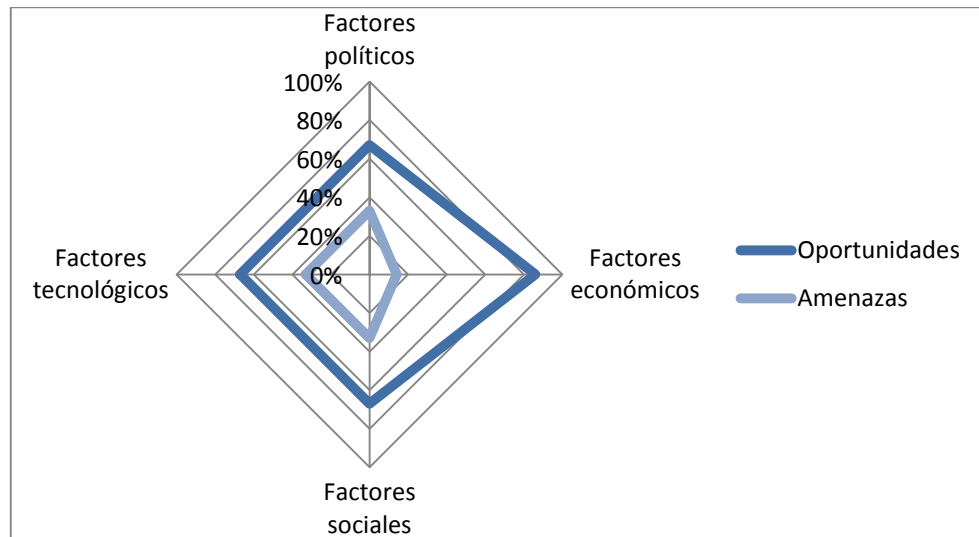 Factores
políticos
100%
80%
60%
40%
20%
0%
Factores
tecnológicos
Factores
económicos
Oportunidades
Amenazas
Factores
sociales